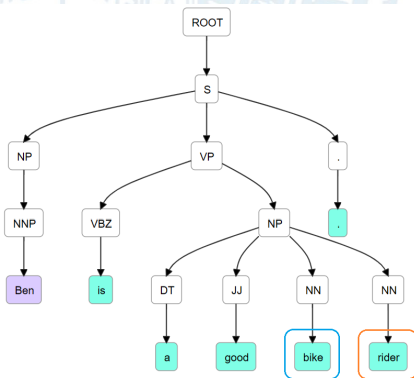 ROOT
S
NP VP .
NNP VBZ NP .
Ben is DT JJ NN NN
a good bike rider